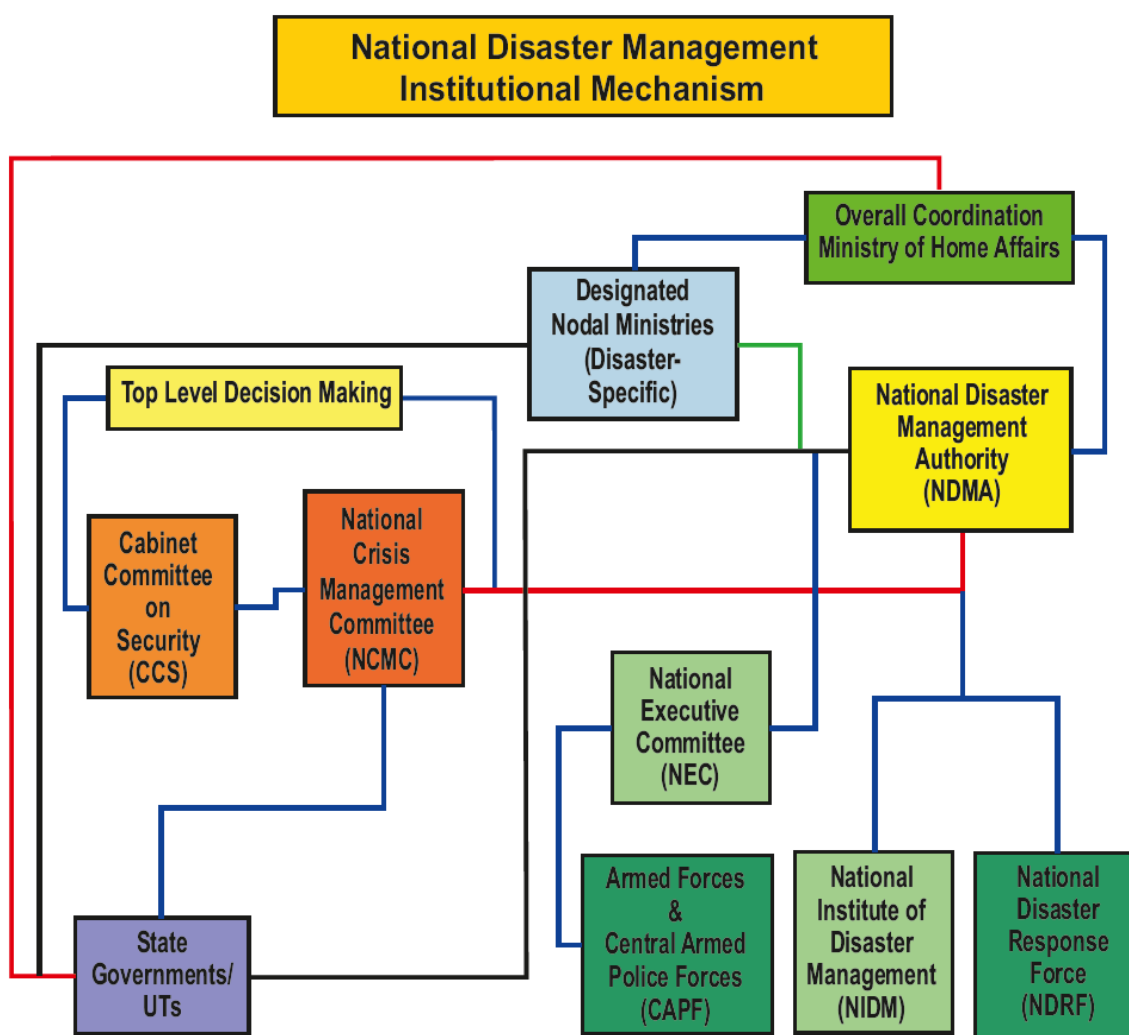 National Disaster Management
Institutional Mechanism
Overall Coordination
Ministry of Home Affairs
Designated
Nodal Ministries
(Disaster-
Specific)
Top Level Decision Making
National Disaster
Management
Authority
(NDMA)
Cabinet
Committee
on
Security
(CCS)
National
Crisis
Management
Committee
(NCMC)
National
Executive
Committee
(NEC)
State
Governments/
UTs
Armed Forces
&
Central Armed
Police Forces
(CAPF)
National
Institute of
Disaster
Management
(NIDM)
National
Disaster
Response
Force
(NDRF)